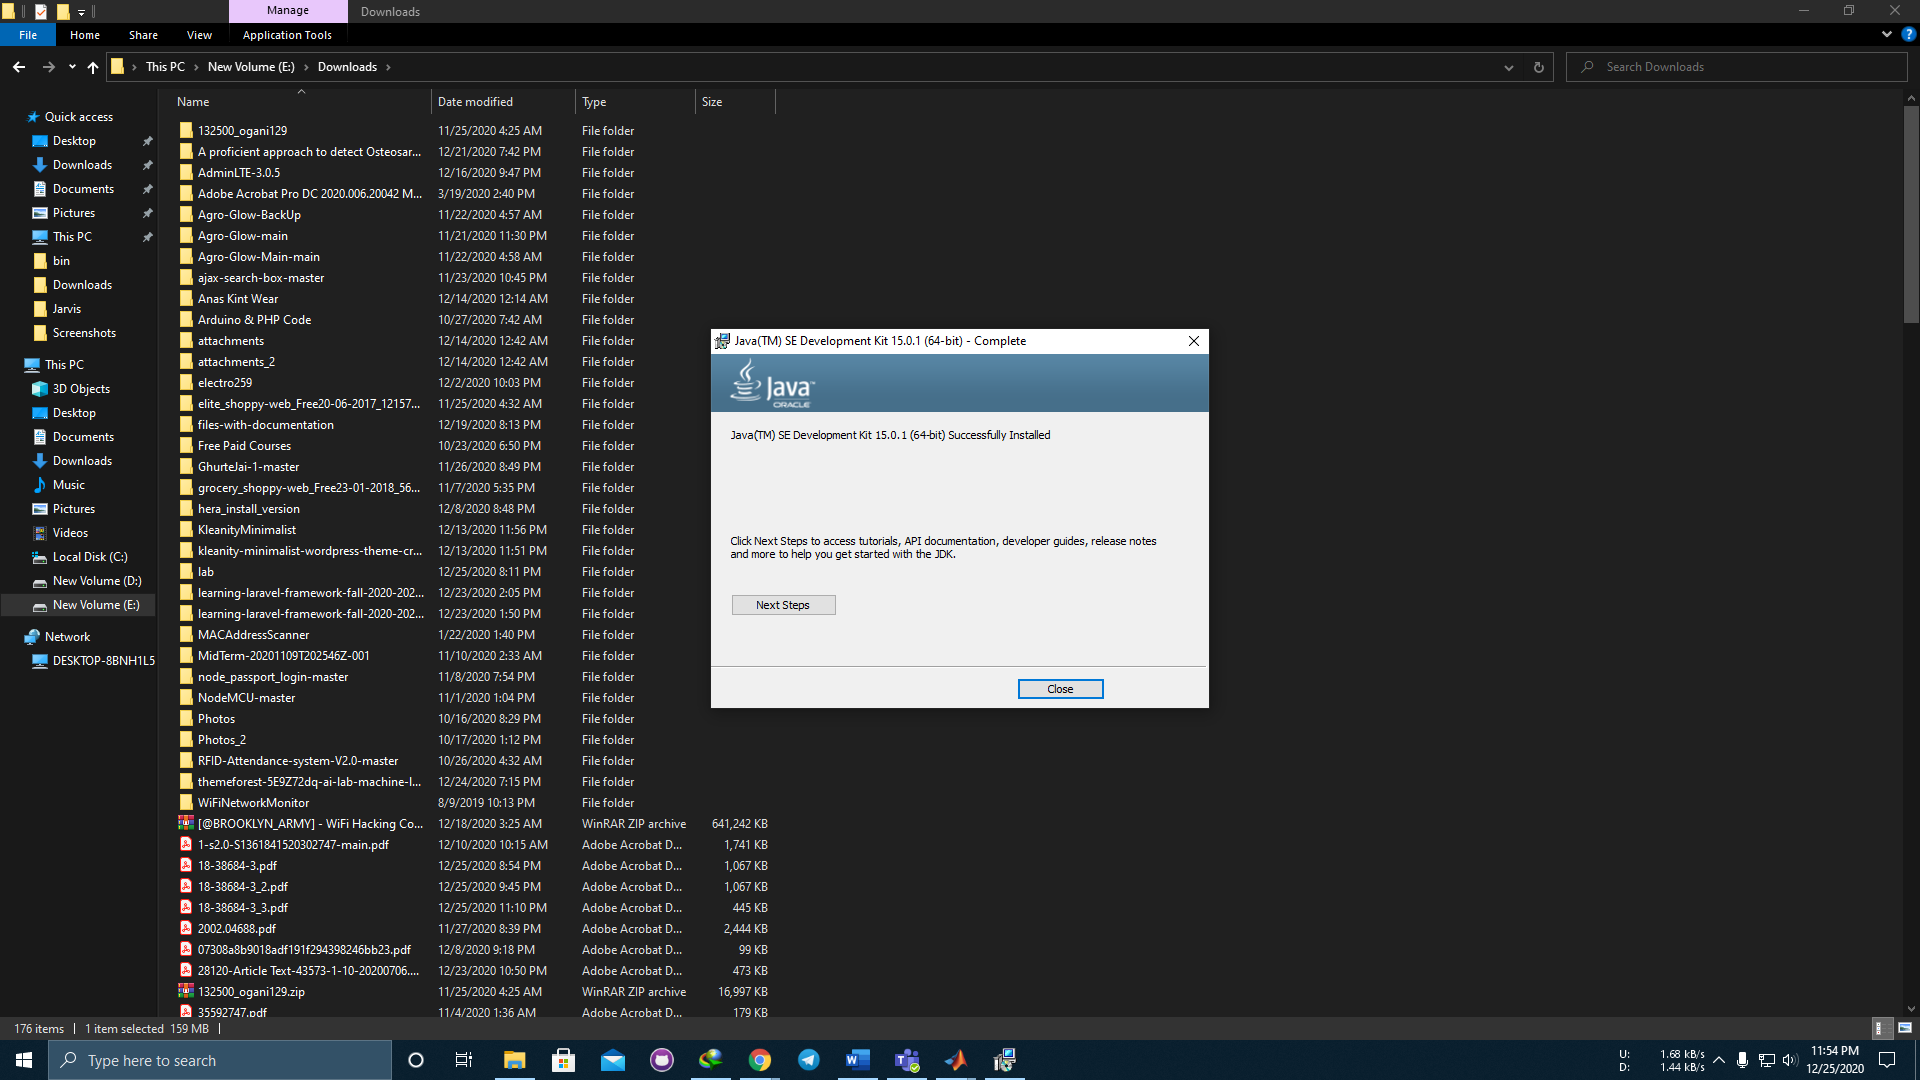 Manage
Downloads
File
Home
Share
View
Application Tools
This PC
New Volume (E:)
Downloads
Search Downloads
Name
Date modified
Type
Size
Quick access
Desktop
Downloads
Documents
Pictures
This PC
bin
Downloads
Jarvis
Screenshots
This PC
3D Objects
Desktop
Documents
Downloads
Music
Pictures
Videos
Local Disk (C:)
New Volume (D:)
New Volume (E:)
Network
DESKTOP-8BNH1L5
132500_ogani129 11/25/2020 4:25 AM File folder
A proficient approach to detect Osteosar... 12/21/2020 7:42 PM File folder
AdminLTE-3.0.5 12/16/2020 9:47 PM File folder
Adobe Acrobat Pro DC 2020.006.20042 M... 3/19/2020 2:40 PM File folder
Agro-Glow-BackUp 11/22/2020 4:57 AM File folder
Agro-Glow-main 11/21/2020 11:30 PM File folder
Agro-Glow-Main-main 11/22/2020 4:58 AM File folder
ajax-search-box-master 11/23/2020 10:45 PM File folder
Anas Kint Wear 12/14/2020 12:14 AM File folder
Arduino & PHP Code 10/27/2020 7:42 AM File folder
attachments 12/14/2020 12:42 AM File folder
attachments_2 12/14/2020 12:42 AM File folder
electro259 12/2/2020 10:03 PM File folder
elite_shoppy-web_Free20-06-2017_12157... 11/25/2020 4:32 AM File folder
files-with-documentation 12/19/2020 8:13 PM File folder
Free Paid Courses 10/23/2020 6:50 PM File folder
GhurteJai-1-master 11/26/2020 8:49 PM File folder
grocery_shoppy-web_Free23-01-2018_56... 11/7/2020 5:35 PM File folder
hera_install_version 12/8/2020 8:48 PM File folder
KleanityMinimalist 12/13/2020 11:56 PM File folder
kleanity-minimalist-wordpress-theme-cr... 12/13/2020 11:51 PM File folder
lab 12/25/2020 8:11 PM File folder
learning-laravel-framework-fall-2020-202... 12/23/2020 2:05 PM File folder
learning-laravel-framework-fall-2020-202... 12/23/2020 1:50 PM File folder
MACAddressScanner 1/22/2020 1:40 PM File folder
MidTerm-20201109T202546Z-001 11/10/2020 2:33 AM File folder
node_passport_login-master 11/8/2020 7:54 PM File folder
NodeMCU-master 11/1/2020 1:04 PM File folder
Photos 10/16/2020 8:29 PM File folder
Photos_2 10/17/2020 1:12 PM File folder
RFID-Attendance-system-V2.0-master 10/26/2020 4:32 AM File folder
themeforest-5E9Z72dq-ai-lab-machine-l... 12/24/2020 7:15 PM File folder
WiFiNetworkMonitor 8/9/2019 10:13 PM File folder
[@BROOKLYN_ARMY] - WiFi Hacking Co... 12/18/2020 3:25 AM WinRAR ZIP archive 641,242 KB
1-s2.0-S1361841520302747-main.pdf 12/10/2020 10:15 AM Adobe Acrobat D... 1,741 KB
18-38684-3.pdf 12/25/2020 8:54 PM Adobe Acrobat D... 1,067 KB
18-38684-3_2.pdf 12/25/2020 9:45 PM Adobe Acrobat D... 1,067 KB
18-38684-3_3.pdf 12/25/2020 11:10 PM Adobe Acrobat D... 445 KB
2002.04688.pdf 11/27/2020 8:39 PM Adobe Acrobat D... 2,444 KB
07308a8b9018adf191f294398246bb23.pdf 12/8/2020 9:18 PM Adobe Acrobat D... 99 KB
28120-Article Text-43573-1-10-20200706.... 12/23/2020 10:50 PM Adobe Acrobat D... 473 KB
132500_ogani129.zip 11/25/2020 4:25 AM WinRAR ZIP archive 16,997 KB
35592747.pdf 11/4/2020 1:36 AM Adobe Acrobat D... 179 KB
Java(TM) SE Development Kit 15.0.1 (64-bit) - Complete
Java™
ORACLE
Java(TM) SE Development Kit 15.0.1 (64-bit) Successfully Installed
Click Next Steps to access tutorials, API documentation, developer guides, release notes
and more to help you get started with the JDK.
Next Steps
Close
176 items
1 item selected 159 MB
Type here to search
U: 1.68 kB/s
D: 1.44 kB/s
11:54 PM
12/25/2020